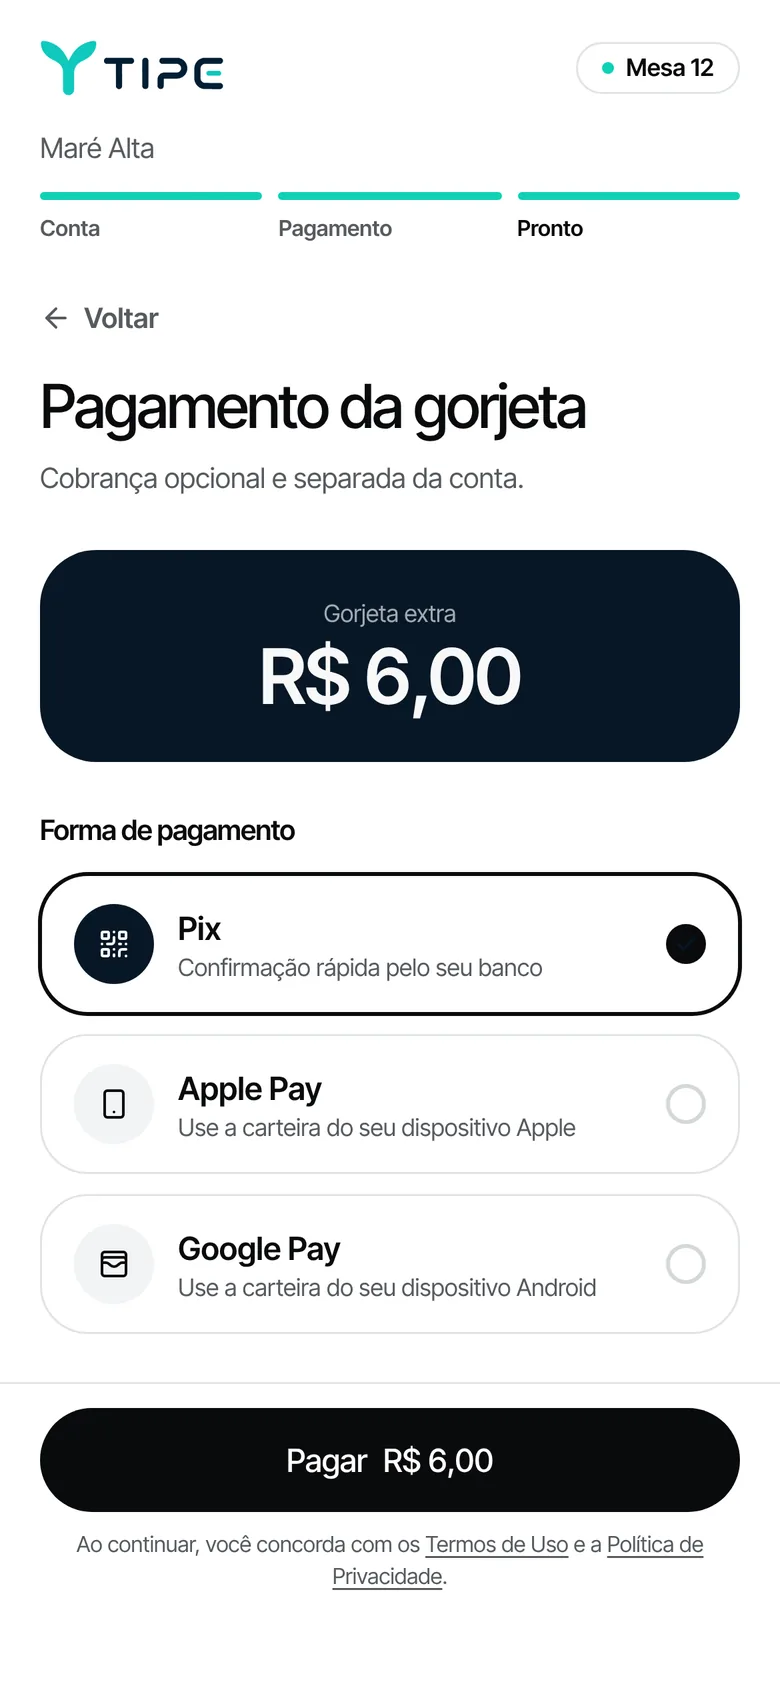 TIPE
Mesa 12
Maré Alta
Conta
Pagamento
Pronto
Voltar
Pagamento da gorjeta
Cobrança opcional e separada da conta.
Gorjeta extra
R$ 6,00
Forma de pagamento
Pix
Confirmação rápida pelo seu banco
Apple Pay
Use a carteira do seu dispositivo Apple
Google Pay
Use a carteira do seu dispositivo Android
Pagar R$ 6,00
Ao continuar, você concorda com os Termos de Uso e a Política de
Privacidade.